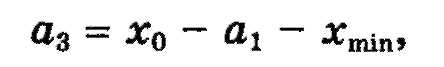 a₃ = x₀ − a₁ − x_min,